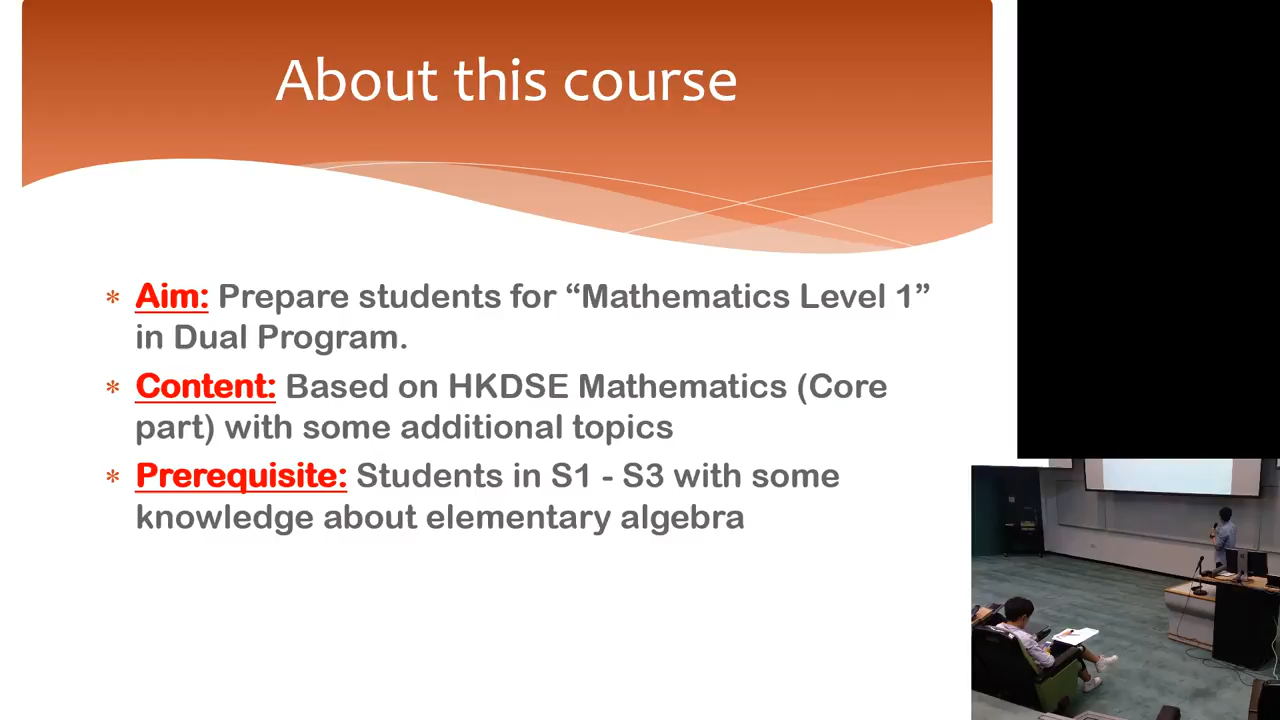 About this course
* Aim: Prepare students for “Mathematics Level 1”
in Dual Program.
* Content: Based on HKDSE Mathematics (Core
part) with some additional topics
* Prerequisite: Students in S1 - S3 with some
knowledge about elementary algebra